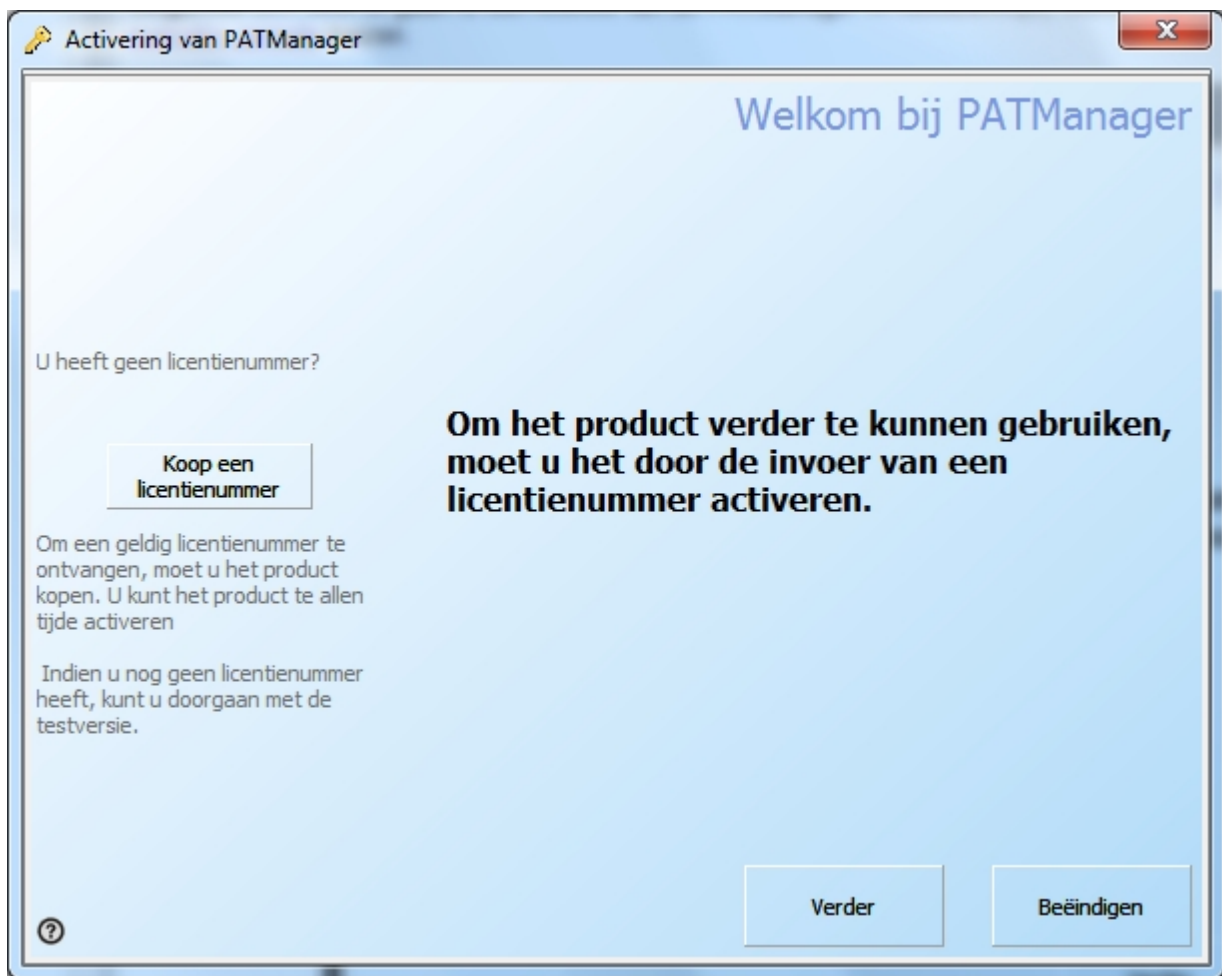 Activering van PATManager
Welkom bij PATManager
U heeft geen licentienummer?
Koop een
licentienummer
Om een geldig licentienummer te
ontvangen, moet u het product
kopen. U kunt het product te allen
tijde activeren
Indien u nog geen licentienummer
heeft, kunt u doorgaan met de
testversie.
Om het product verder te kunnen gebruiken,
moet u het door de invoer van een
licentienummer activeren.
Verder
Beëindigen